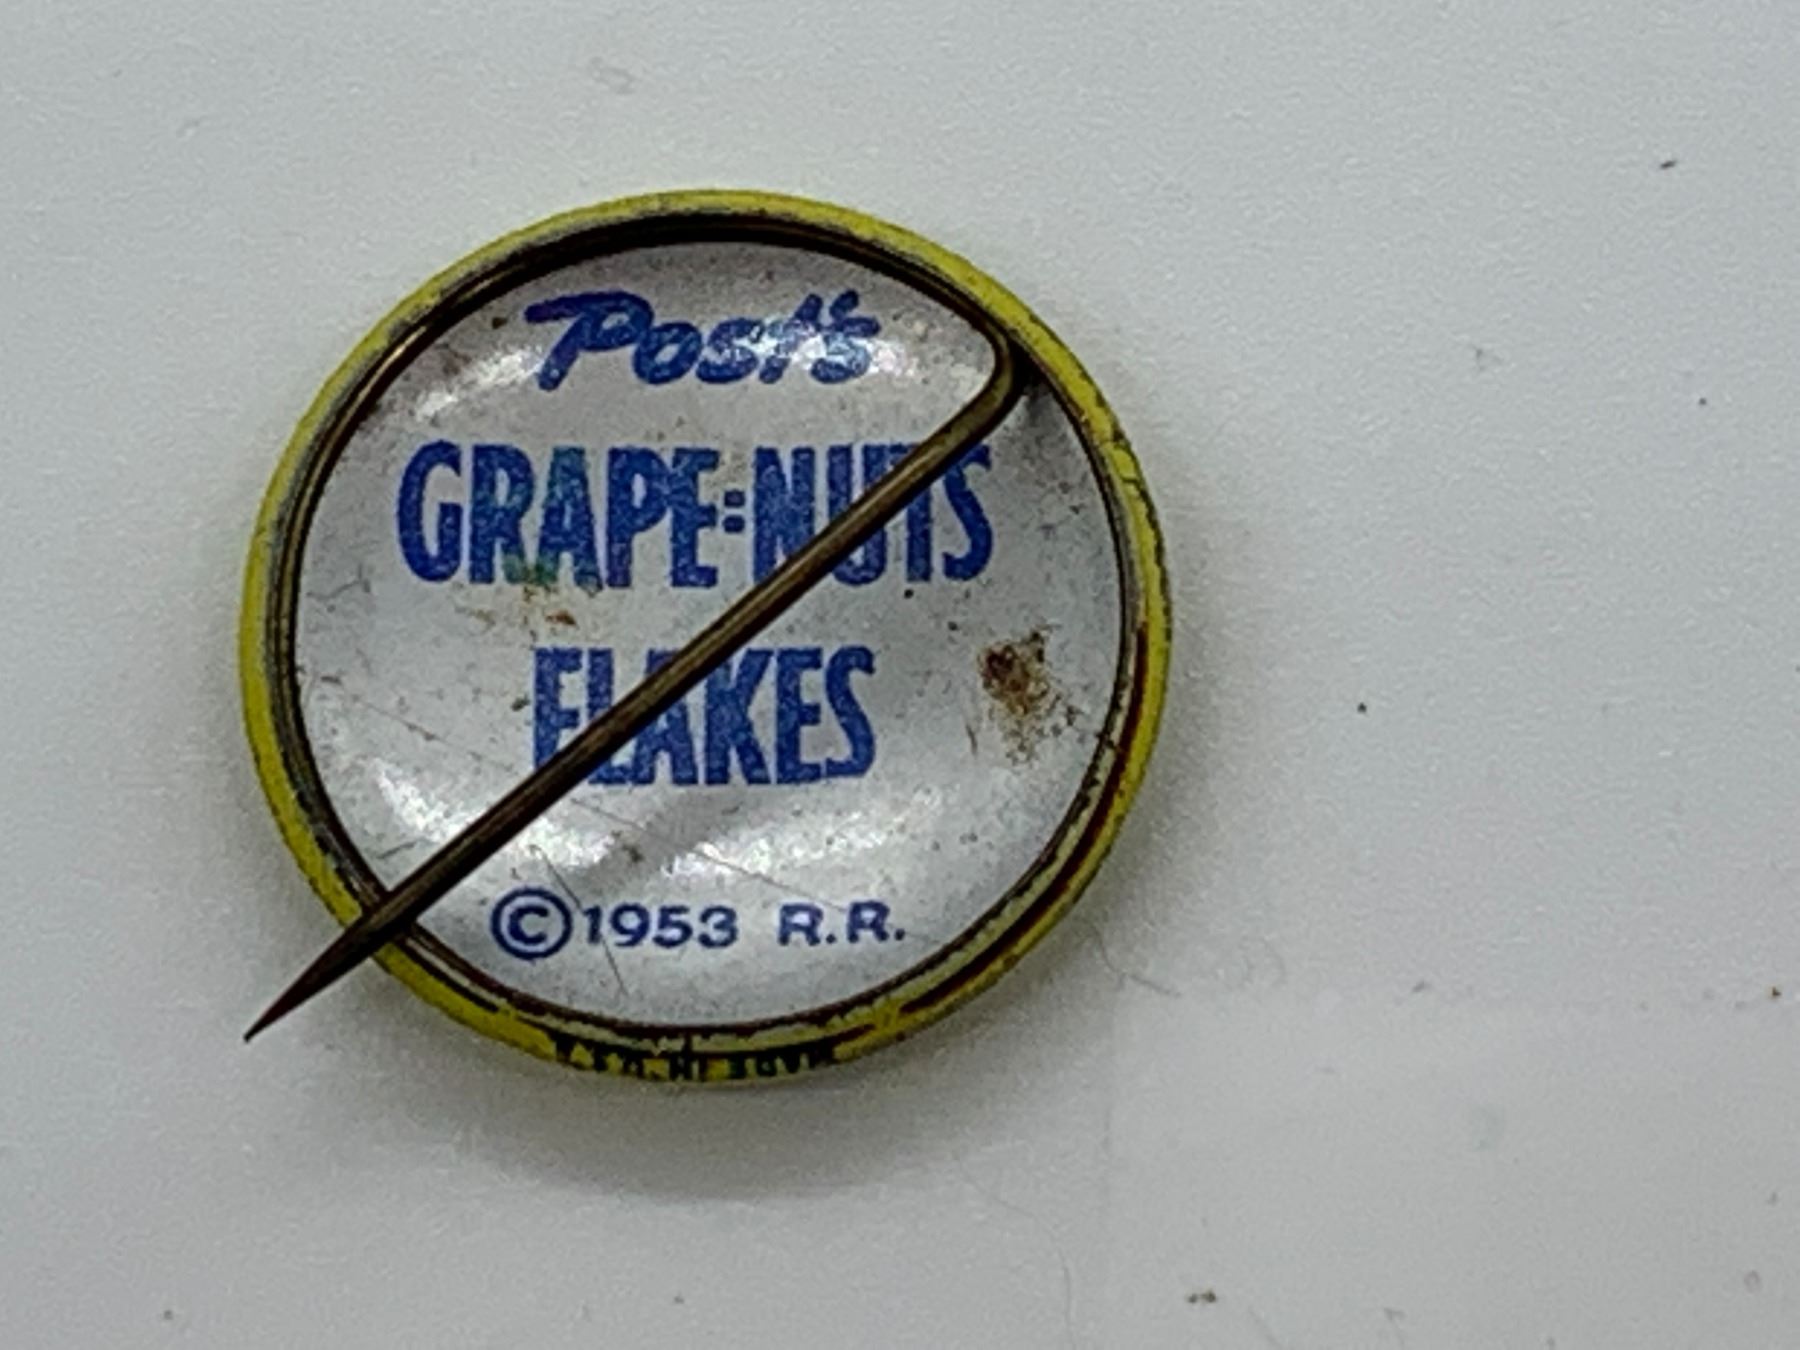 Post's
GRAPE=NUTS
FLAKES
©1953 R.R.
MADE IN U.S.A.